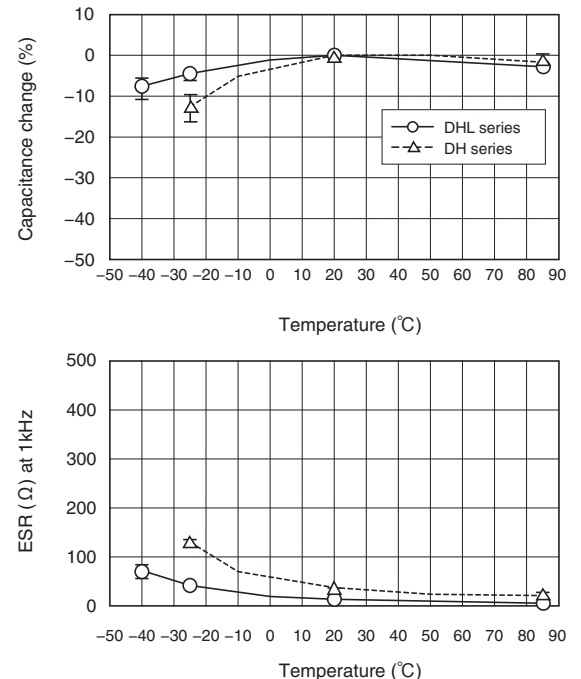 10
0
−10
−20
−30
−40
−50
Capacitance change (%)
DHL series
DH series
−50 −40 −30 −20 −10 0 10 20 30 40 50 60 70 80 90
Temperature (℃)
500
400
300
200
100
0
ESR (Ω) at 1kHz
−50 −40 −30 −20 −10 0 10 20 30 40 50 60 70 80 90
Temperature (℃)